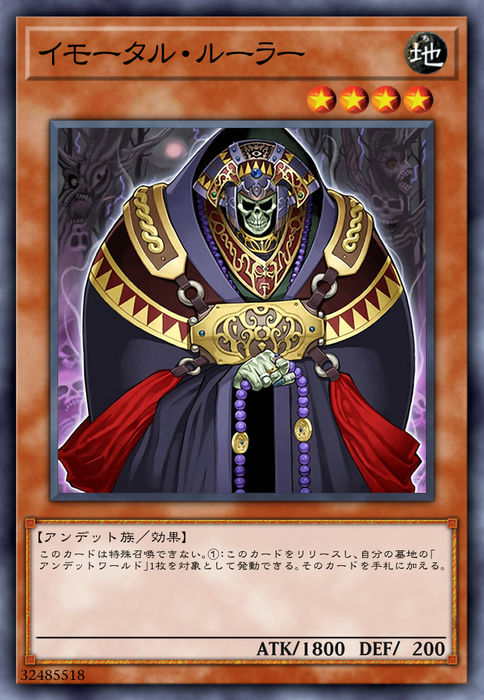 イモータル・ルーラー
ち
地
【アンデット族／効果】
このカードは特殊召喚できない。①：このカードをリリースし、自分の墓地の「
アンデットワールド」1枚を対象として発動できる。そのカードを手札に加える。
ATK/1800 DEF/ 200
32485518